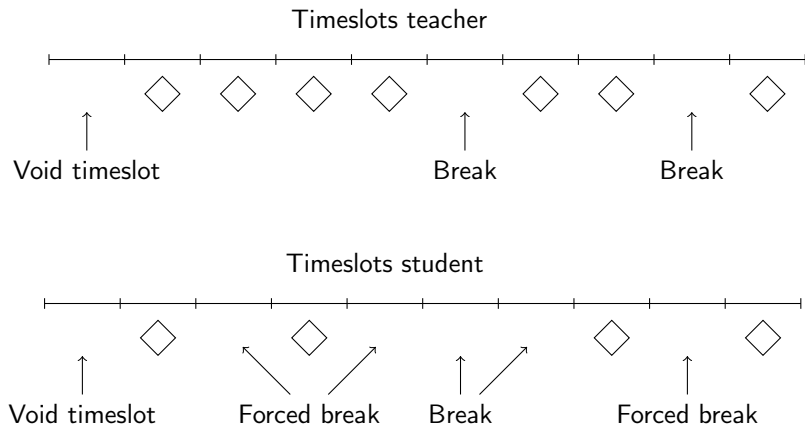 Timeslots teacher
Void timeslot Break Break
Timeslots student
Void timeslot Forced break Break Forced break